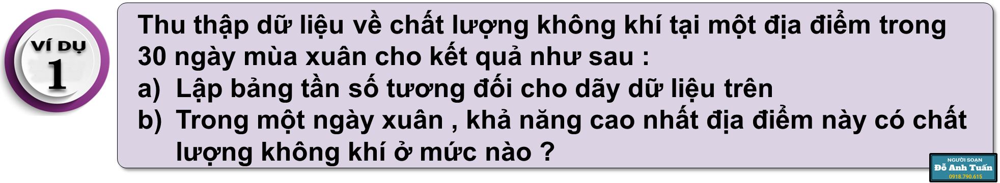 VÍ DỤ
1
Thu thập dữ liệu về chất lượng không khí tại một địa điểm trong
30 ngày mùa xuân cho kết quả như sau :
a) Lập bảng tần số tương đối cho dãy dữ liệu trên
b) Trong một ngày xuân , khả năng cao nhất địa điểm này có chất
lượng không khí ở mức nào ?
NGƯỜI SOẠN
Đỗ Anh Tuấn
0918.790.615